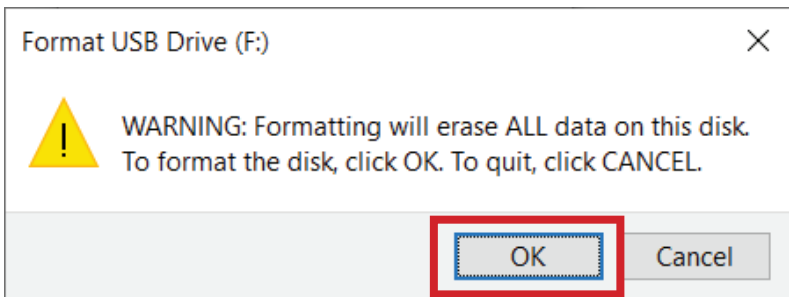 Format USB Drive (F:)
WARNING: Formatting will erase ALL data on this disk.
To format the disk, click OK. To quit, click CANCEL.
OK
Cancel